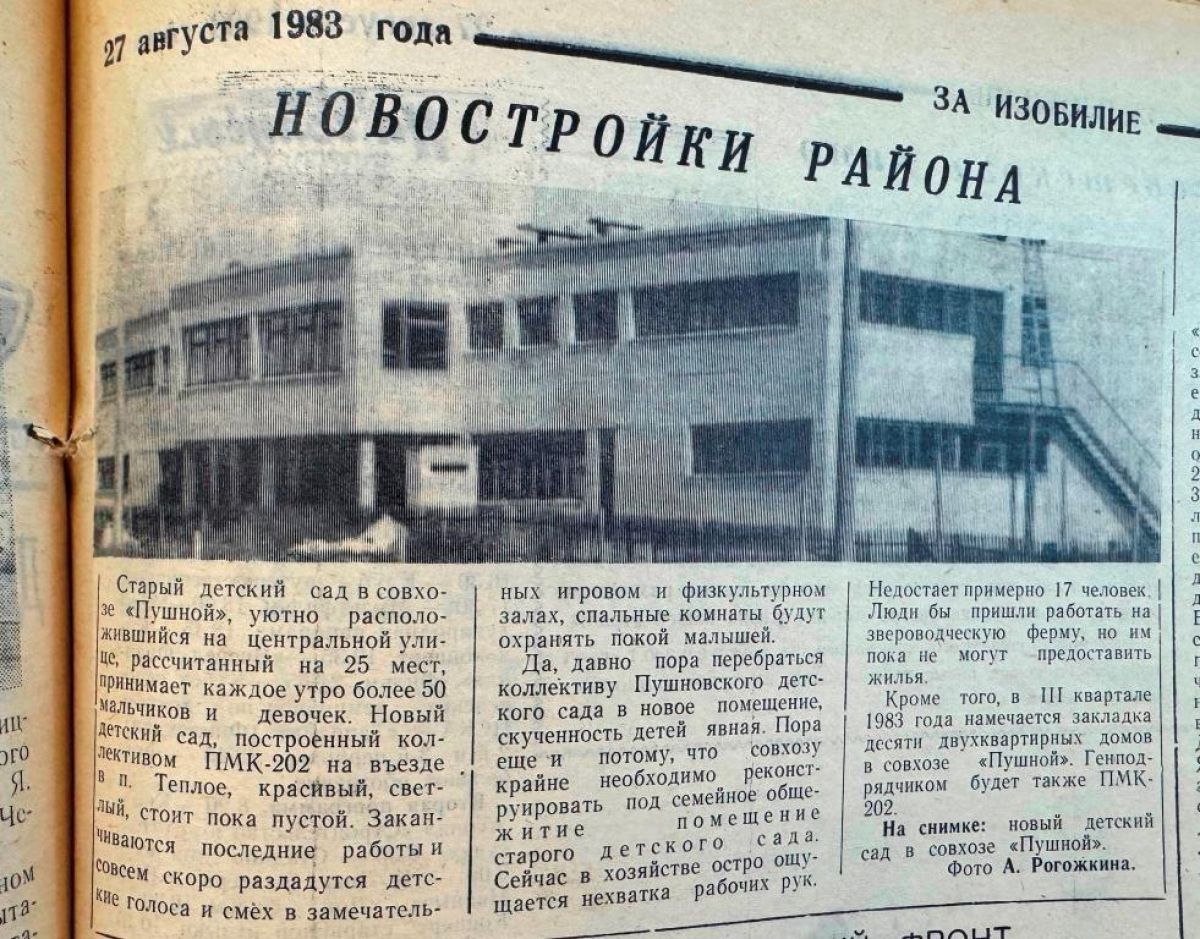 27 августа 1983 года
ЗА ИЗОБИЛИЕ
НОВОСТРОЙКИ РАЙОНА
Старый детский сад в совхо-
зе «Пушной», уютно располо-
жившийся на центральной ули-
це, рассчитанный на 25 мест,
принимает каждое утро более 50
мальчиков и девочек. Новый
детский сад, построенный кол-
лективом ПМК-202 на въезде
в п. Теплое, красивый, свет-
лый, стоит пока пустой. Закан-
чиваются последние работы и
совсем скоро раздадутся детс-
кие голоса и смех в замечатель-
ных игровом и физкультурном
залах, спальные комнаты будут
охранять покой малышей.
Да, давно пора перебраться
коллективу Пушновского детс-
кого сада в новое помещение,
скученность детей явная. Пора
еще и потому, что совхозу
крайне необходимо реконст-
руировать под семейное обще-
житие помещение
старого детского сада.
Сейчас в хозяйстве остро ощу-
щается нехватка рабочих рук.
Недостает примерно 17 человек.
Люди бы пришли работать на
звероводческую ферму, но им
пока не могут предоставить
жилья.
Кроме того, в III квартале
1983 года намечается закладка
десяти двухквартирных домов
в совхозе «Пушной». Генпод-
рядчиком будет также ПМК-
202.
На снимке: новый детский
сад в совхозе «Пушной».
Фото А. Рогожкина.
ФРОНТ